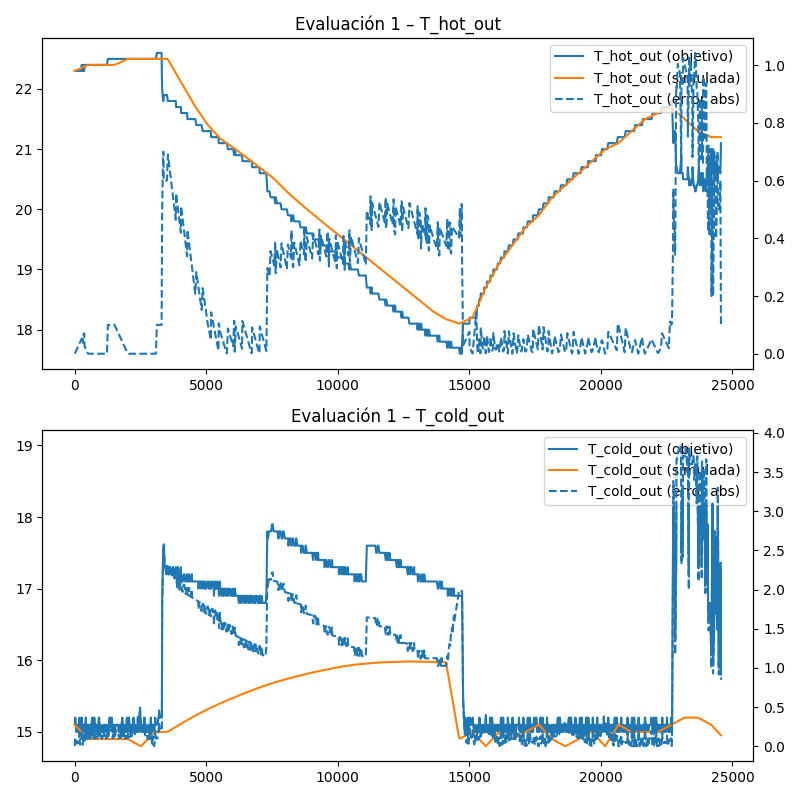 Evaluación 1 – T_hot_out
T_hot_out (objetivo)
T_hot_out (simulada)
T_hot_out (error abs)
22
21
20
19
18
1.0
0.8
0.6
0.4
0.2
0.0
0 5000 10000 15000 20000 25000
Evaluación 1 – T_cold_out
T_cold_out (objetivo)
T_cold_out (simulada)
T_cold_out (error abs)
19
18
17
16
15
4.0
3.5
3.0
2.5
2.0
1.5
1.0
0.5
0.0
0 5000 10000 15000 20000 25000